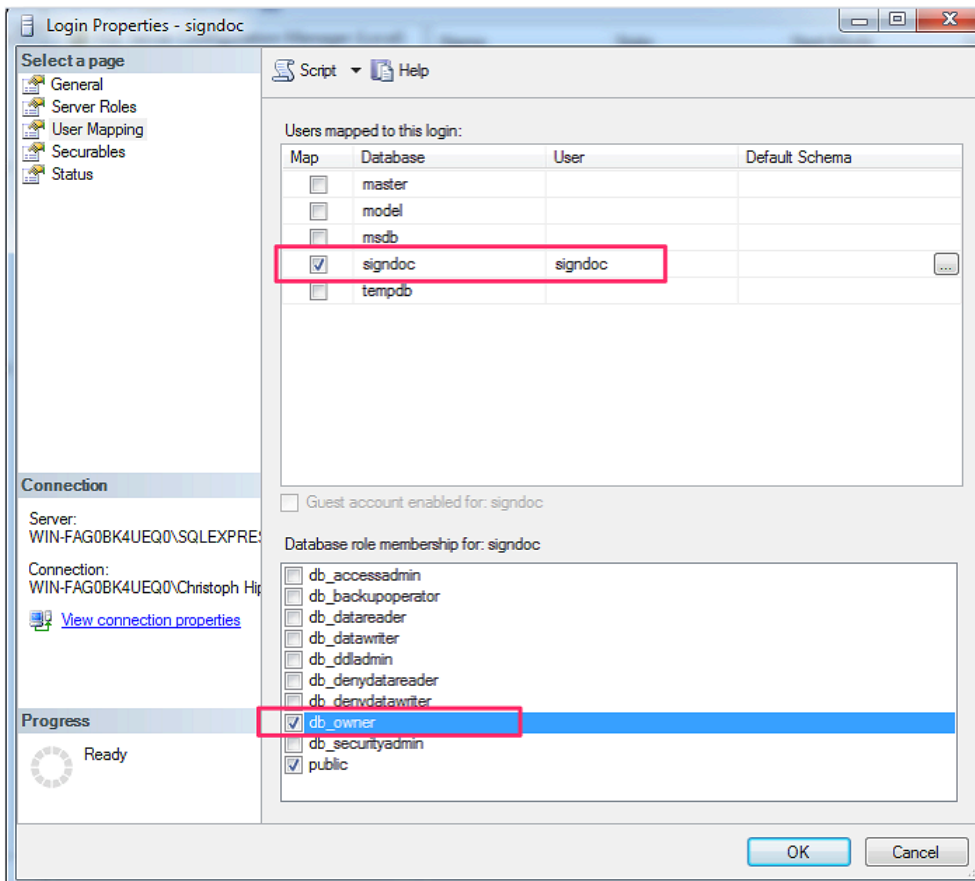 Login Properties - signdoc
Select a page
General
Server Roles
User Mapping
Securables
Status
Script Help
Users mapped to this login:
Map Database User Default Schema
master
model
msdb
signdoc signdoc ...
tempdb
Guest account enabled for: signdoc
Database role membership for: signdoc
db_accessadmin
db_backupoperator
db_datareader
db_datawriter
db_ddladmin
db_denydatareader
db_denydatawriter
db_owner
db_securityadmin
public
Connection
Server:
WIN-FAG0BK4UEQ0\SQLEXPRE
Connection:
WIN-FAG0BK4UEQ0\Christoph Hi
View connection properties
Progress
Ready
OK Cancel